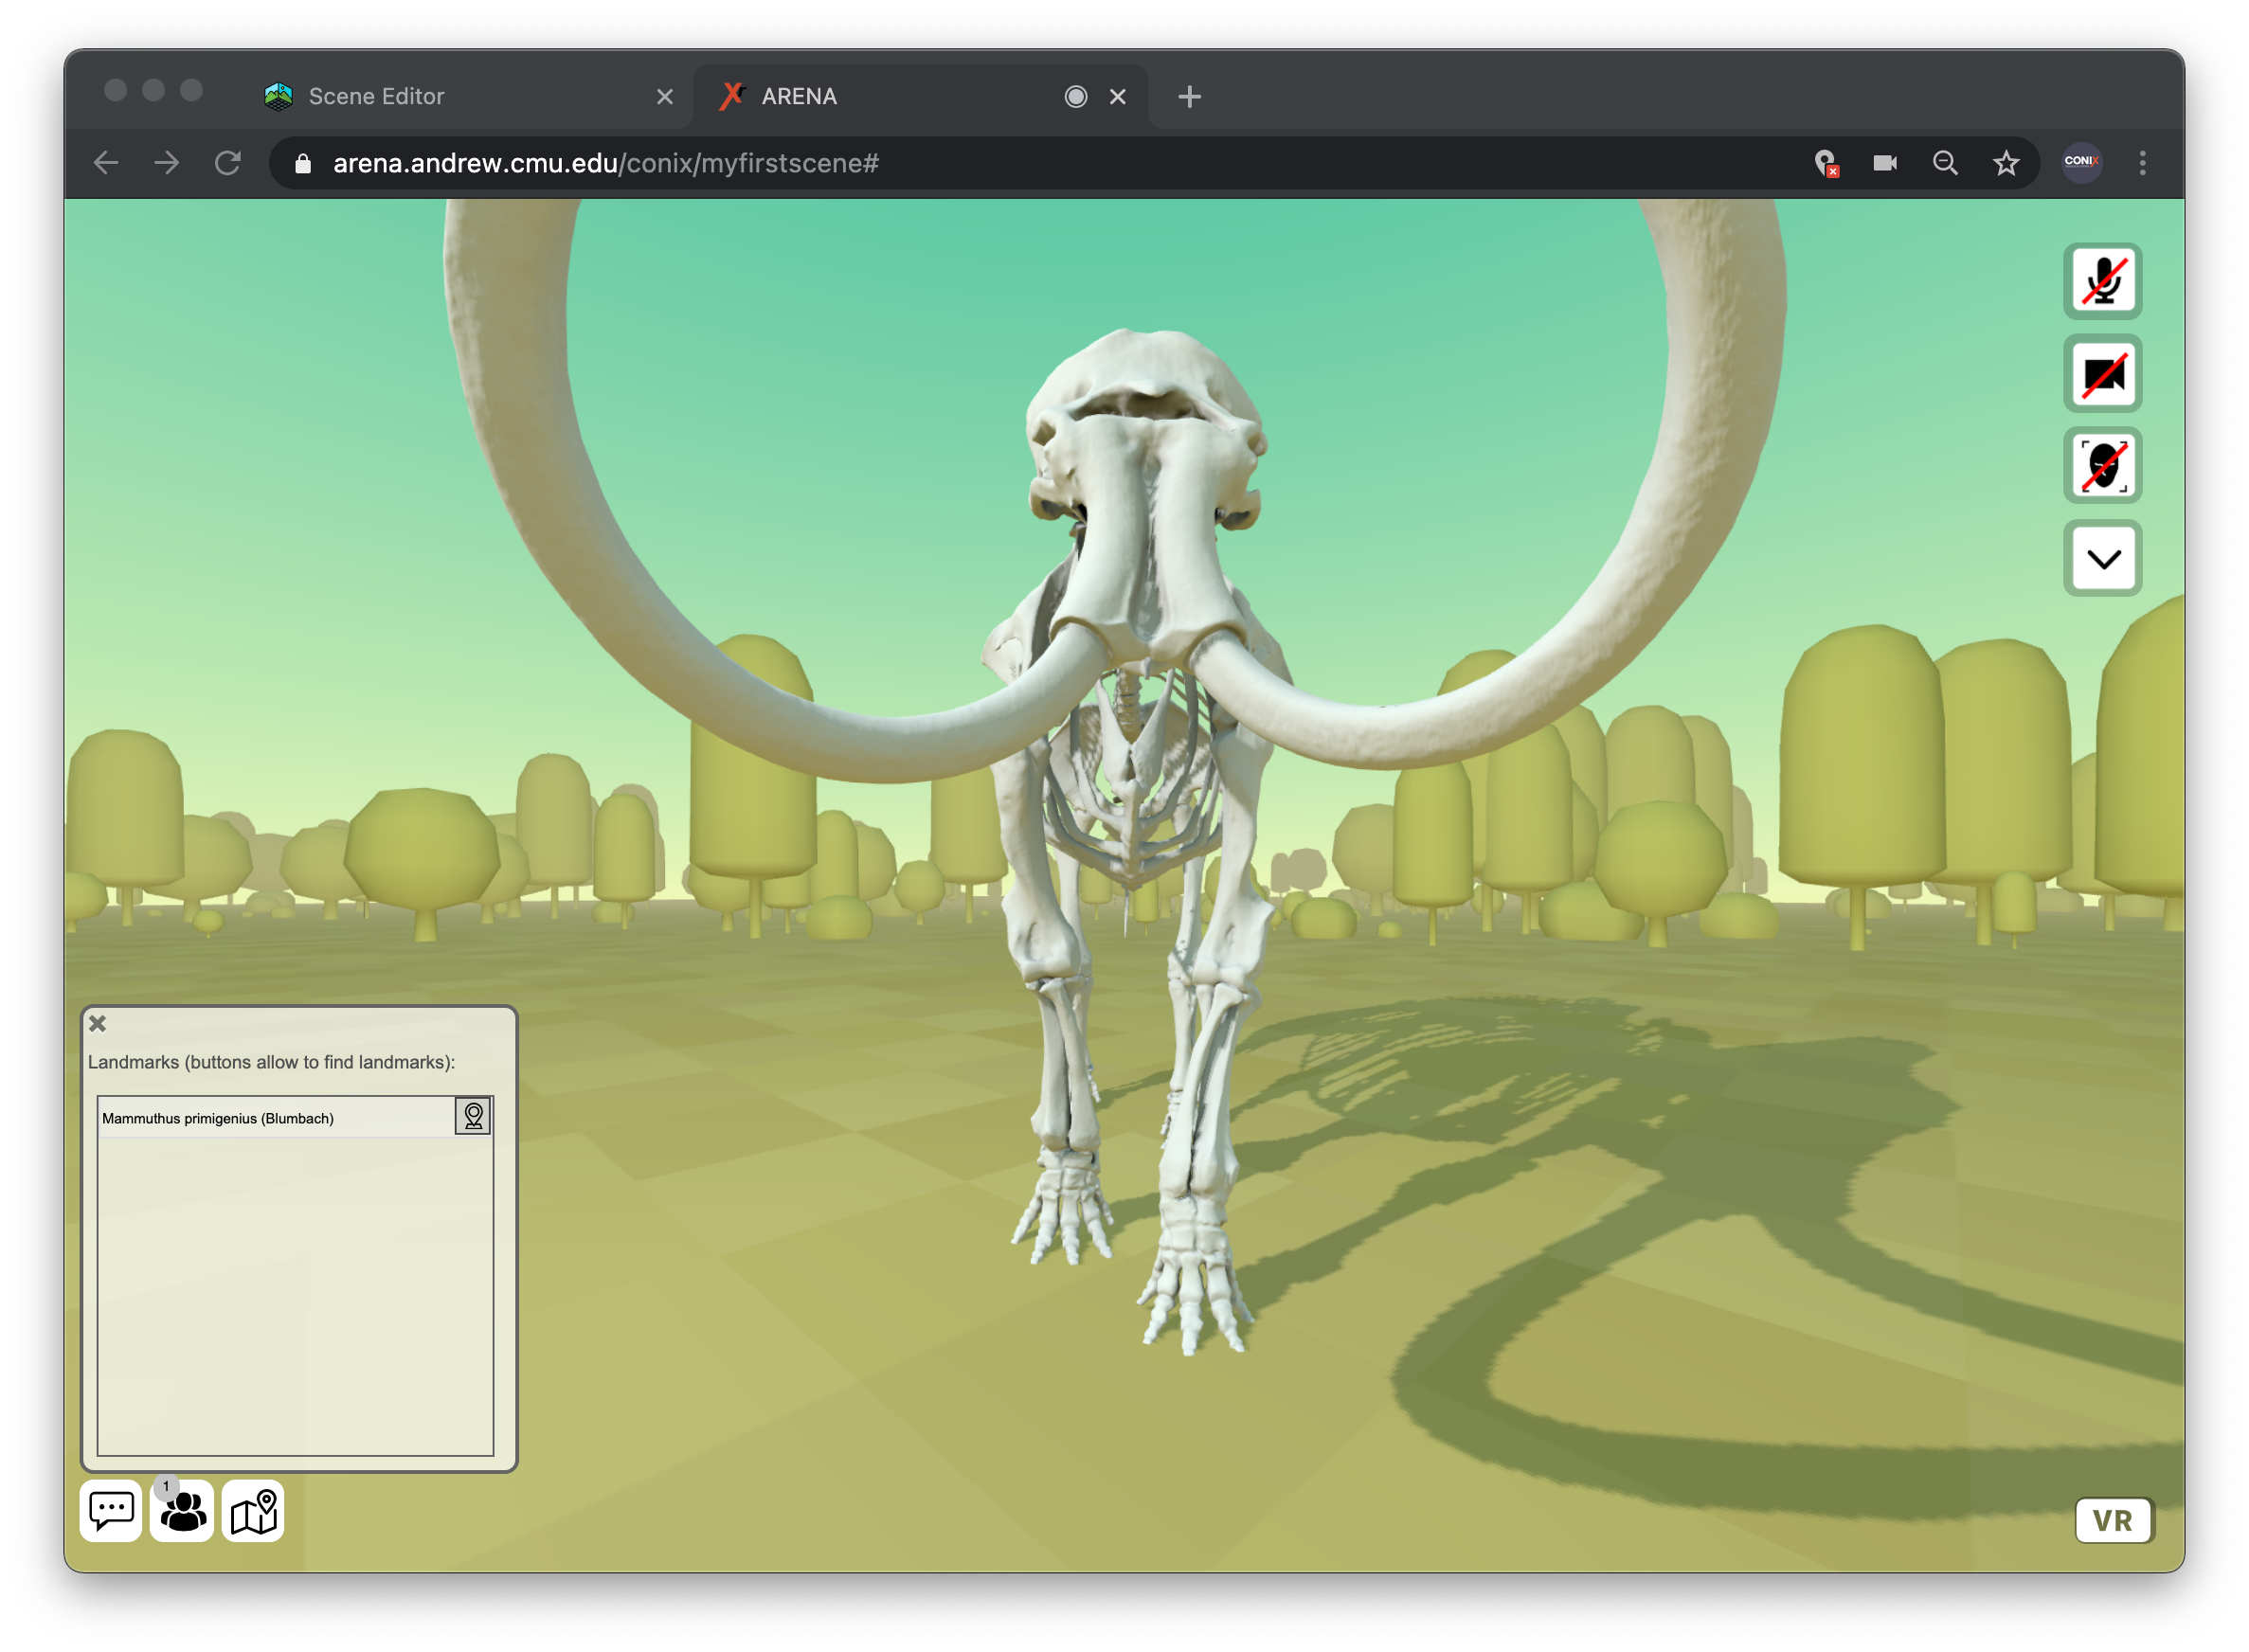 Scene Editor
ARENA
arena.andrew.cmu.edu/conix/myfirstscene#
CONIX
Landmarks (buttons allow to find landmarks):
Mammuthus primigenius (Blumbach)
1
VR